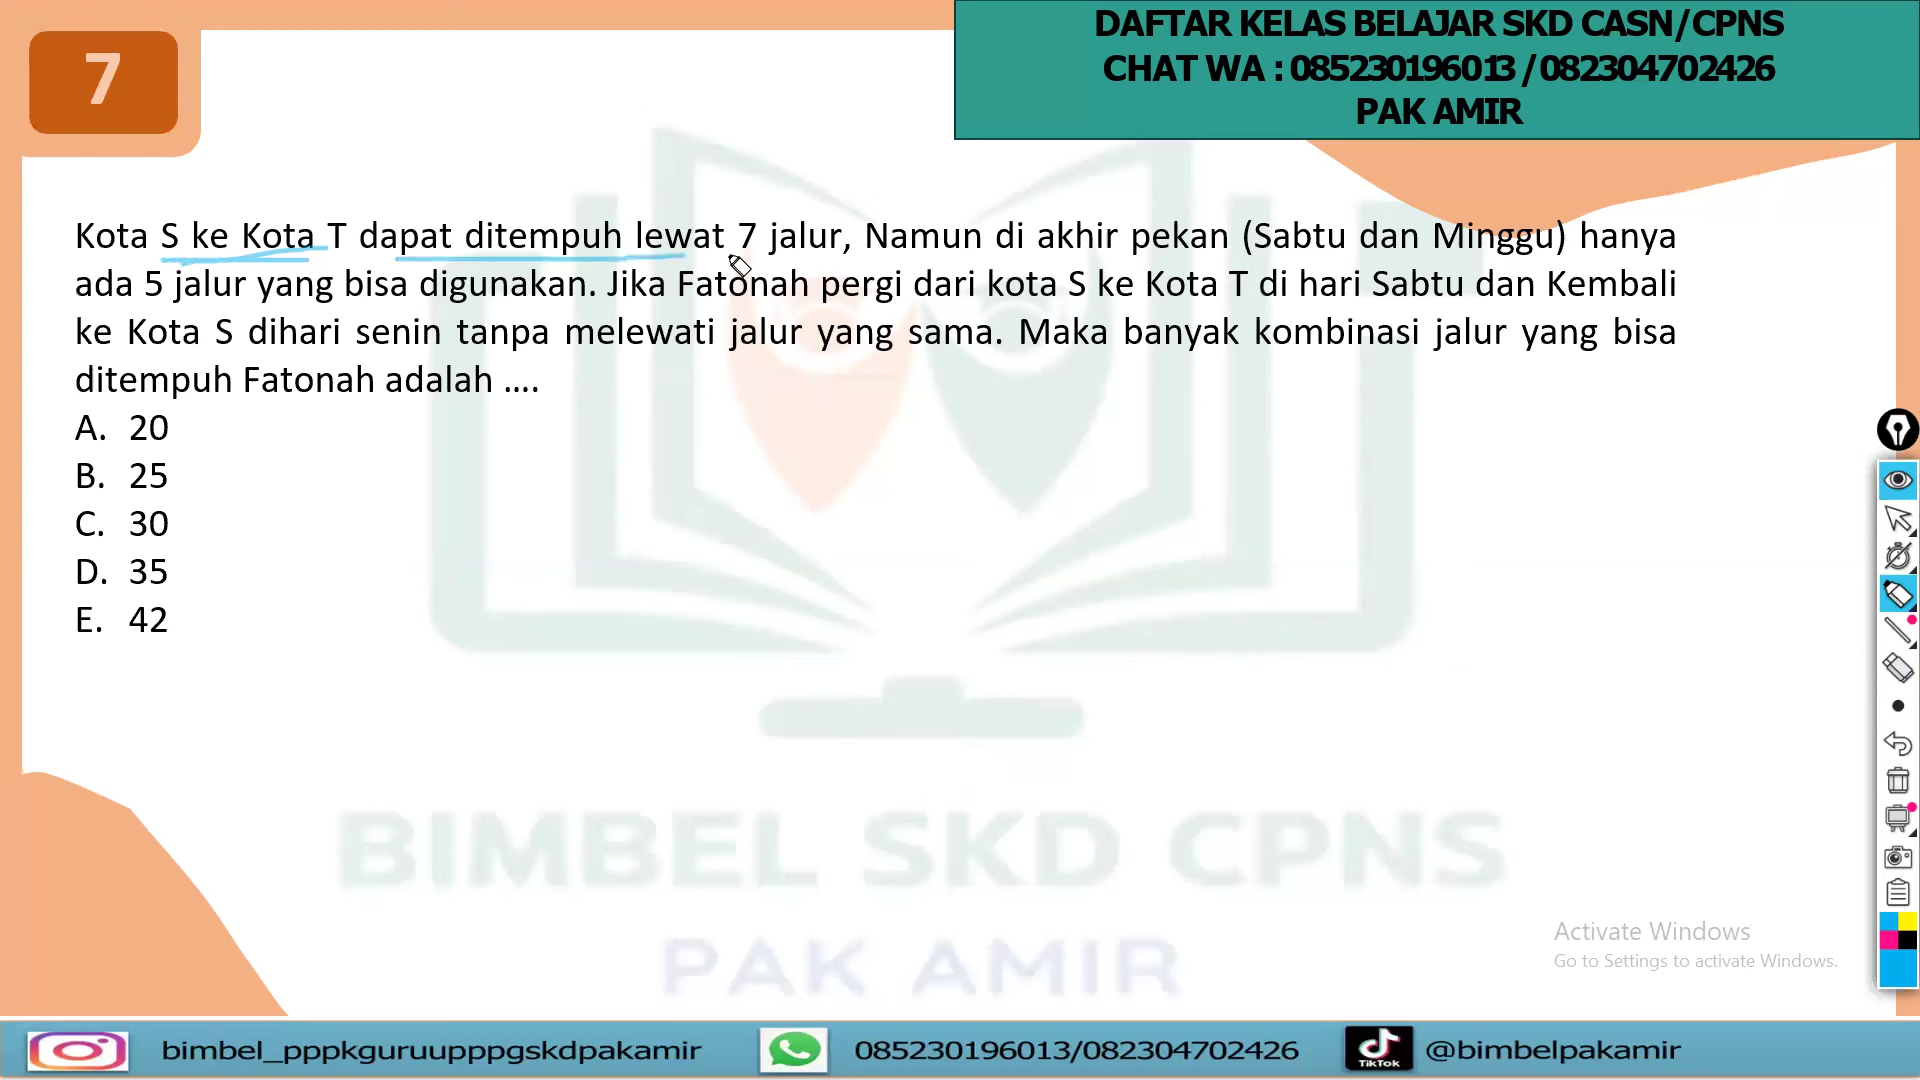 7
DAFTAR KELAS BELAJAR SKD CASN/CPNS
CHAT WA : 085230196013 / 082304702426
PAK AMIR
Kota S ke Kota T dapat ditempuh lewat 7 jalur, Namun di akhir pekan (Sabtu dan Minggu) hanya
ada 5 jalur yang bisa digunakan. Jika Fatonah pergi dari kota S ke Kota T di hari Sabtu dan Kembali
ke Kota S dihari senin tanpa melewati jalur yang sama. Maka banyak kombinasi jalur yang bisa
ditempuh Fatonah adalah ....
A. 20
B. 25
C. 30
D. 35
E. 42
BIMBEL SKD CPNS
PAK AMIR
Activate Windows
Go to Settings to activate Windows.
bimbel_pppkguruupppgskdpakamir
085230196013/082304702426
TikTok
@bimbelpakamir